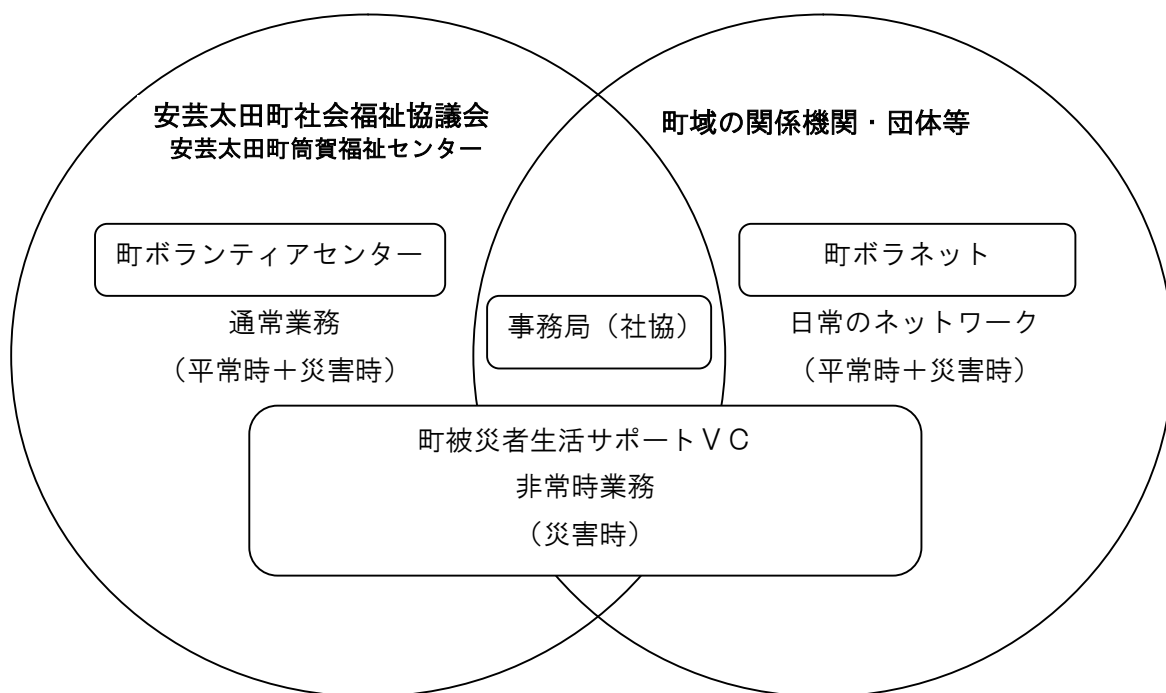 安芸太田町社会福祉協議会
安芸太田町筒賀福祉センター
町域の関係機関・団体等
町ボランティアセンター
通常業務
（平常時＋災害時）
事務局（社協）
町ボラネット
日常のネットワーク
（平常時＋災害時）
町被災者生活サポートＶＣ
非常時業務
（災害時）